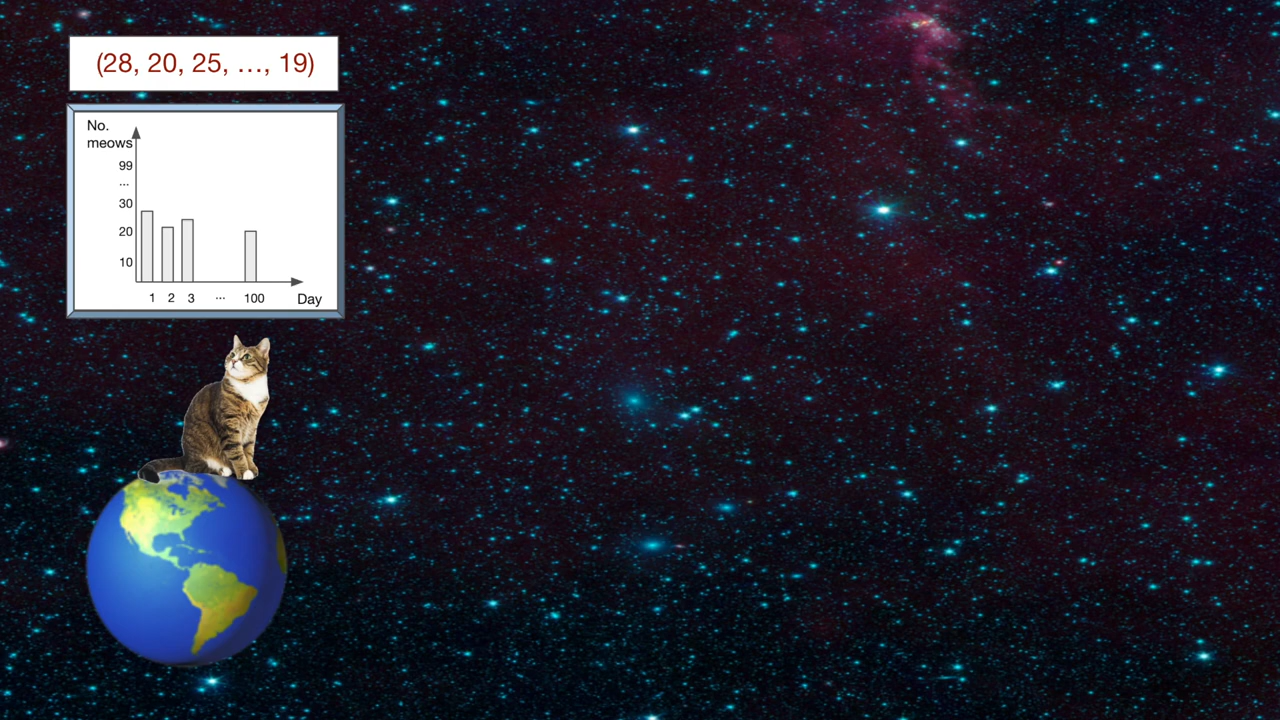 (28, 20, 25, …, 19)
No.
meows
99
...
30
20
10
1 2 3 ... 100 Day